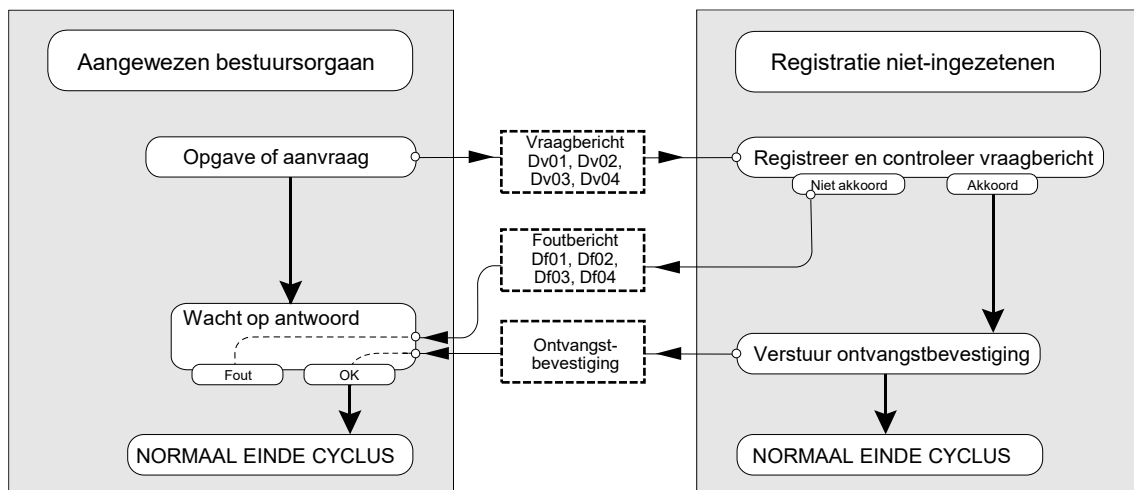 Aangewezen bestuursorgaan
Registratie niet-ingezetenen
Opgave of aanvraag
Vraagbericht
Dv01, Dv02,
Dv03, Dv04
Registreer en controleer vraagbericht
Niet akkoord
Akkoord
Foutbericht
Df01, Df02,
Df03, Df04
Wacht op antwoord
Fout
OK
Ontvangst-
bevestiging
Verstuur ontvangstbevestiging
NORMAAL EINDE CYCLUS
NORMAAL EINDE CYCLUS